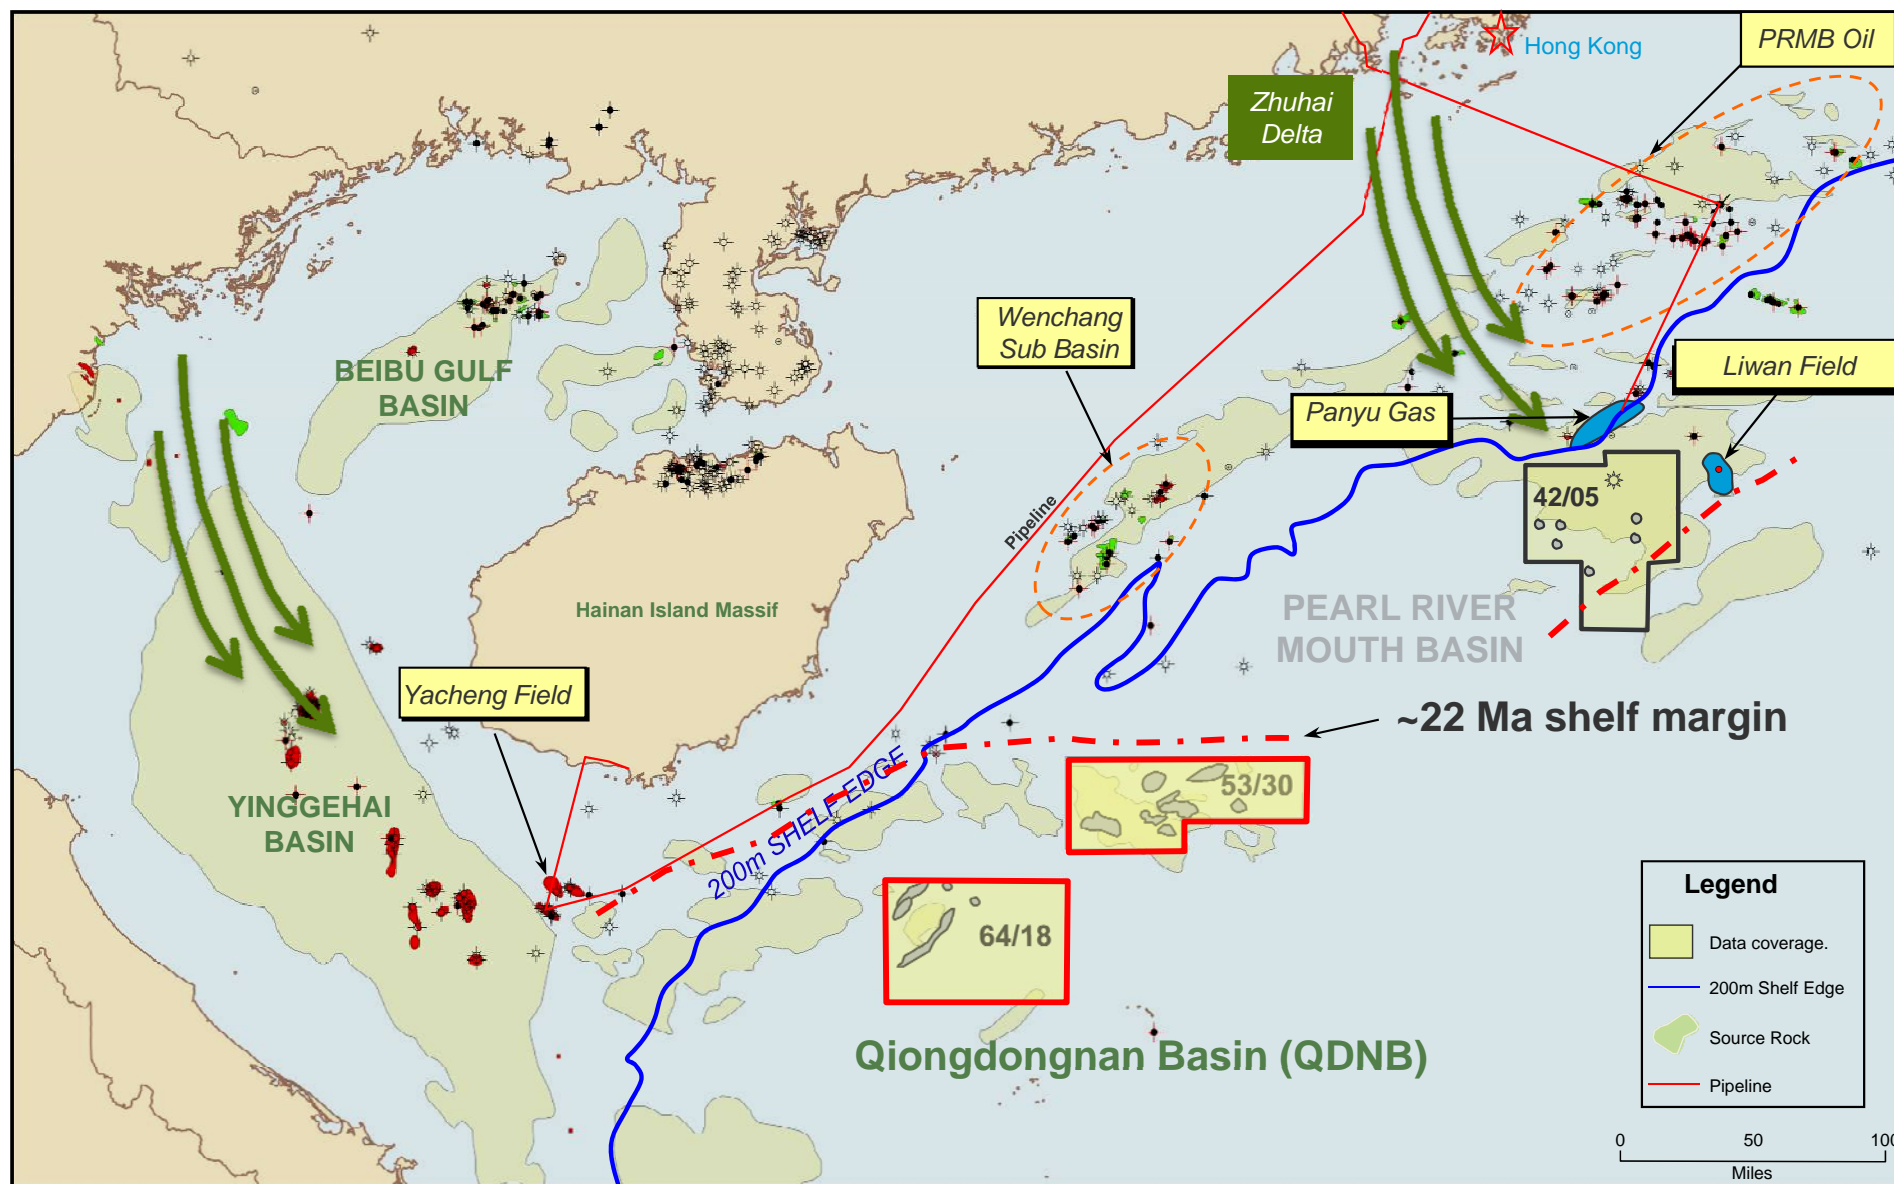 PRMB Oil
Hong Kong
Zhuhai
Delta
Wenchang
Sub Basin
Liwan Field
BEIBU GULF
BASIN
Panyu Gas
42/05
Pipeline
Hainan Island Massif
PEARL RIVER
MOUTH BASIN
Yacheng Field
~22 Ma shelf margin
YINGGEHAI
BASIN
200m SHELF EDGE
53/30
64/18
Qiongdongnan Basin (QDNB)
Legend
Data coverage.
200m Shelf Edge
Source Rock
Pipeline
0 50 100
Miles